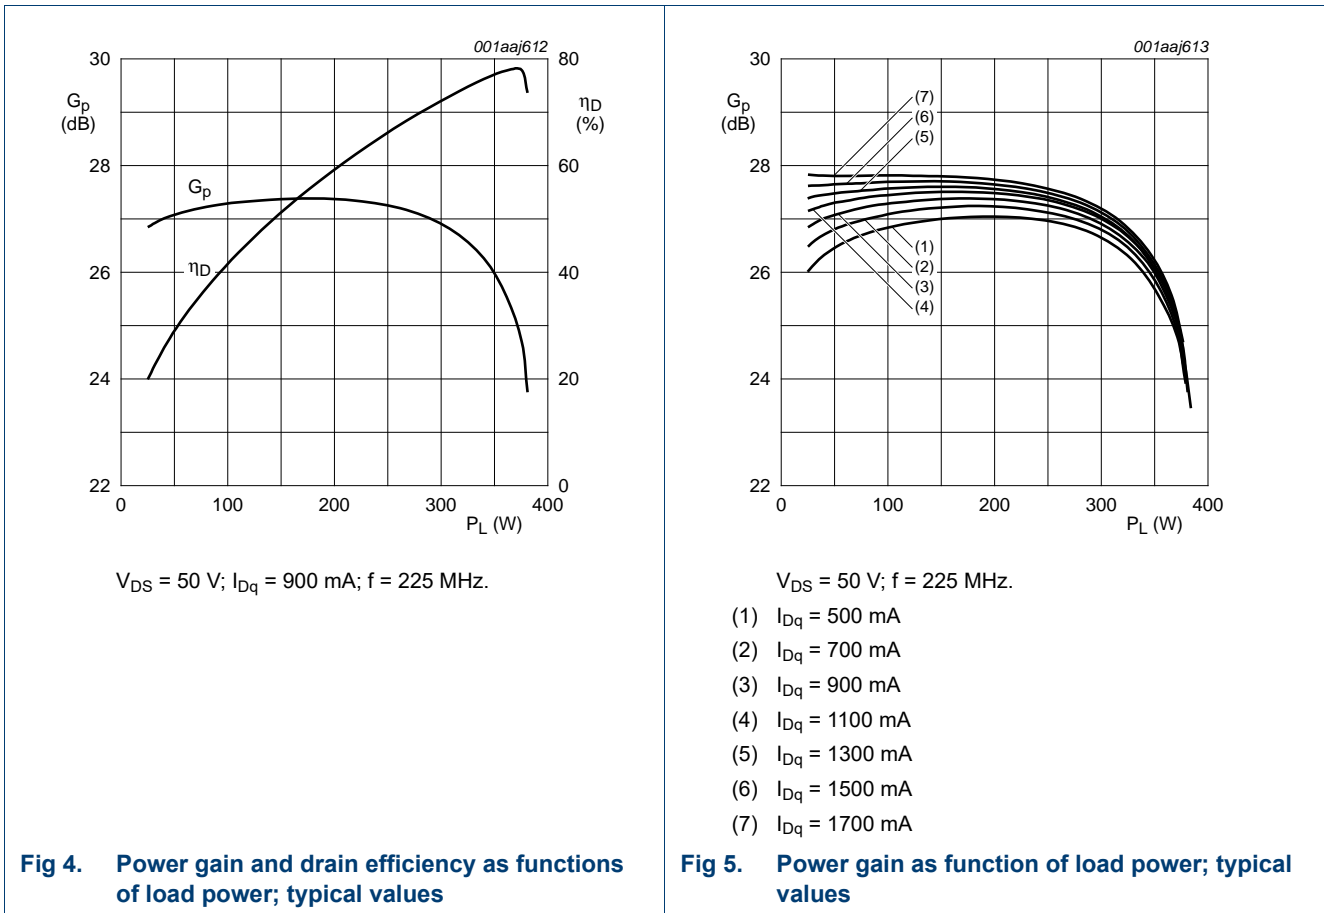 001aaj612
30
28
26
24
22
Gp
(dB)
80
60
40
20
0
ηD
(%)
Gp
ηD
0
100
200
300
400
PL (W)
VDS = 50 V; IDq = 900 mA; f = 225 MHz.
Fig 4. Power gain and drain efficiency as functions
of load power; typical values
001aaj613
30
28
26
24
22
Gp
(dB)
(7)
(6)
(5)
(1)
(2)
(3)
(4)
0
100
200
300
400
PL (W)
VDS = 50 V; f = 225 MHz.
(1) IDq = 500 mA
(2) IDq = 700 mA
(3) IDq = 900 mA
(4) IDq = 1100 mA
(5) IDq = 1300 mA
(6) IDq = 1500 mA
(7) IDq = 1700 mA
Fig 5. Power gain as function of load power; typical
values